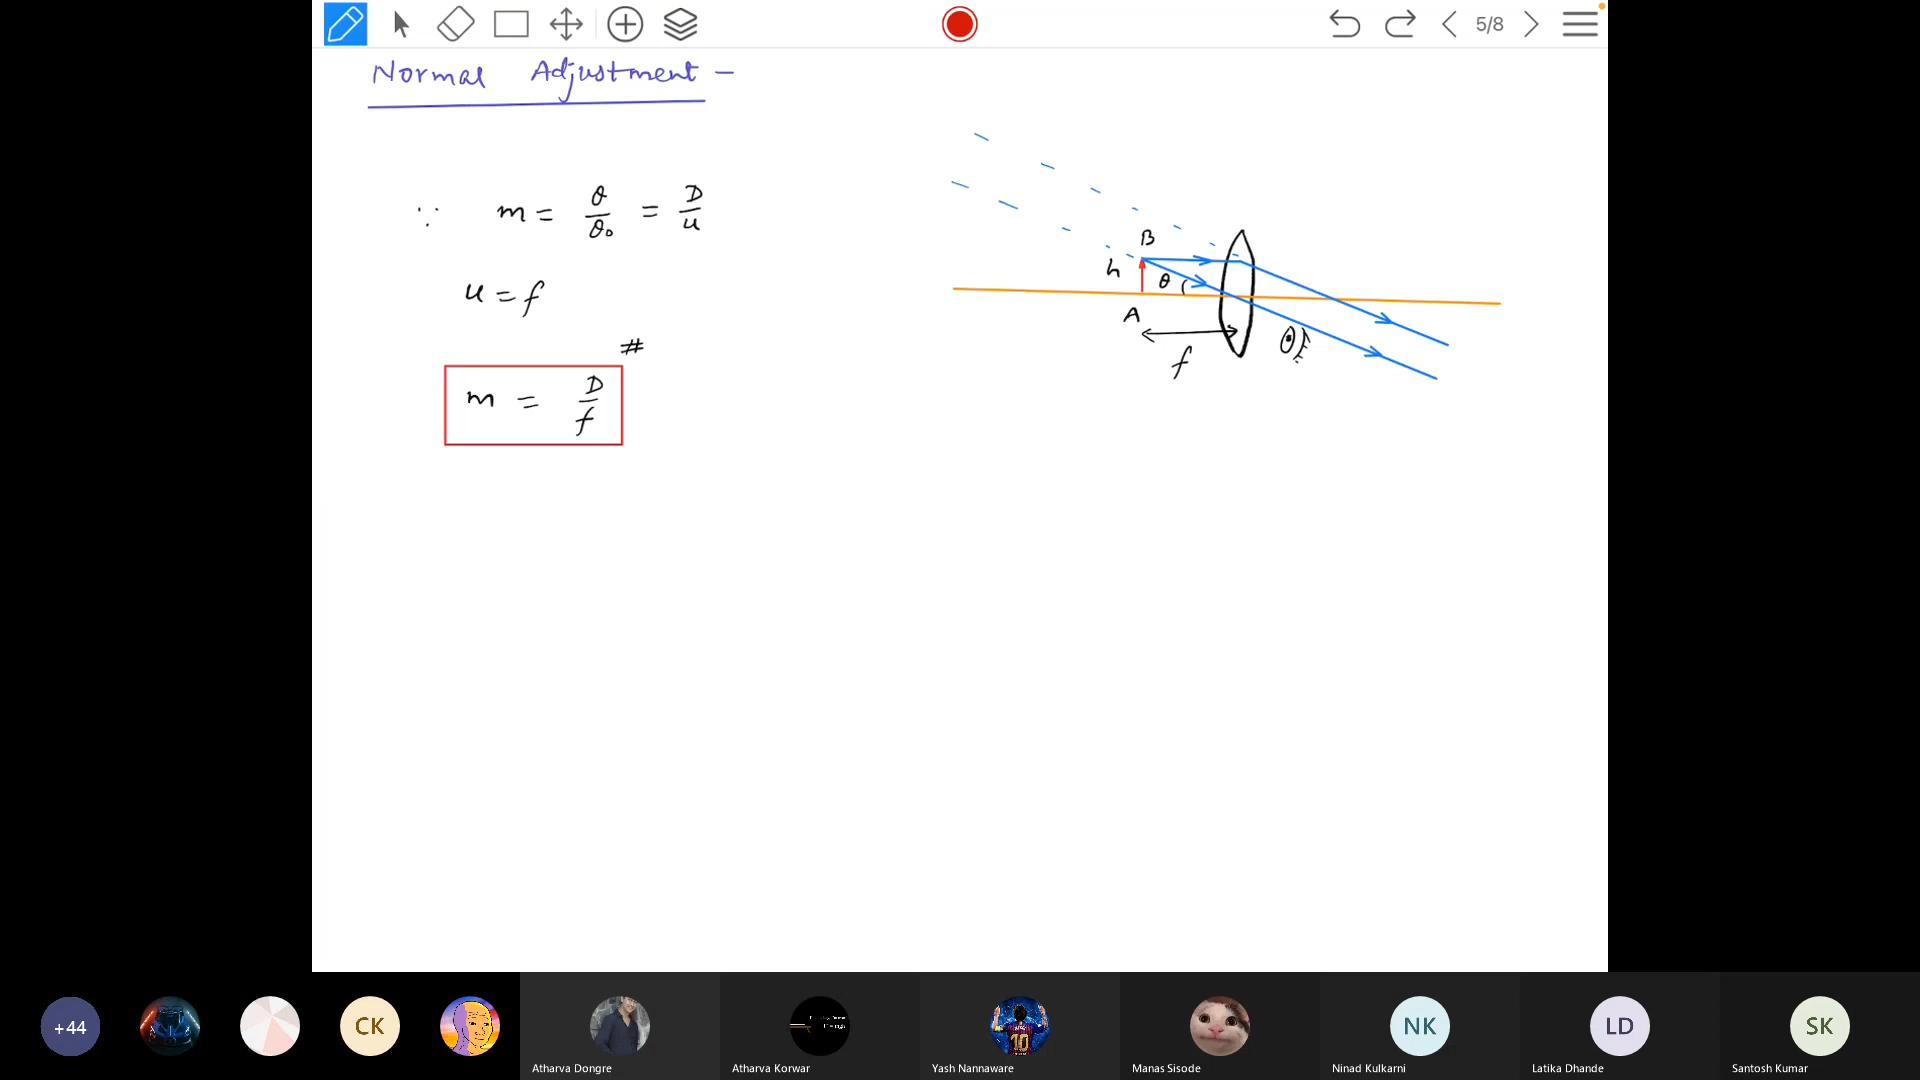 5/8
Normal Adjustment -
∵ m = θ/θ₀ = D/u
u = f
#
m = D/f
B
h
θ
A
f
+44
CK
10
NK
LD
SK
Atharva Dongre
Atharva Korwar
Yash Nannaware
Manas Sisode
Ninad Kulkarni
Latika Dhande
Santosh Kumar